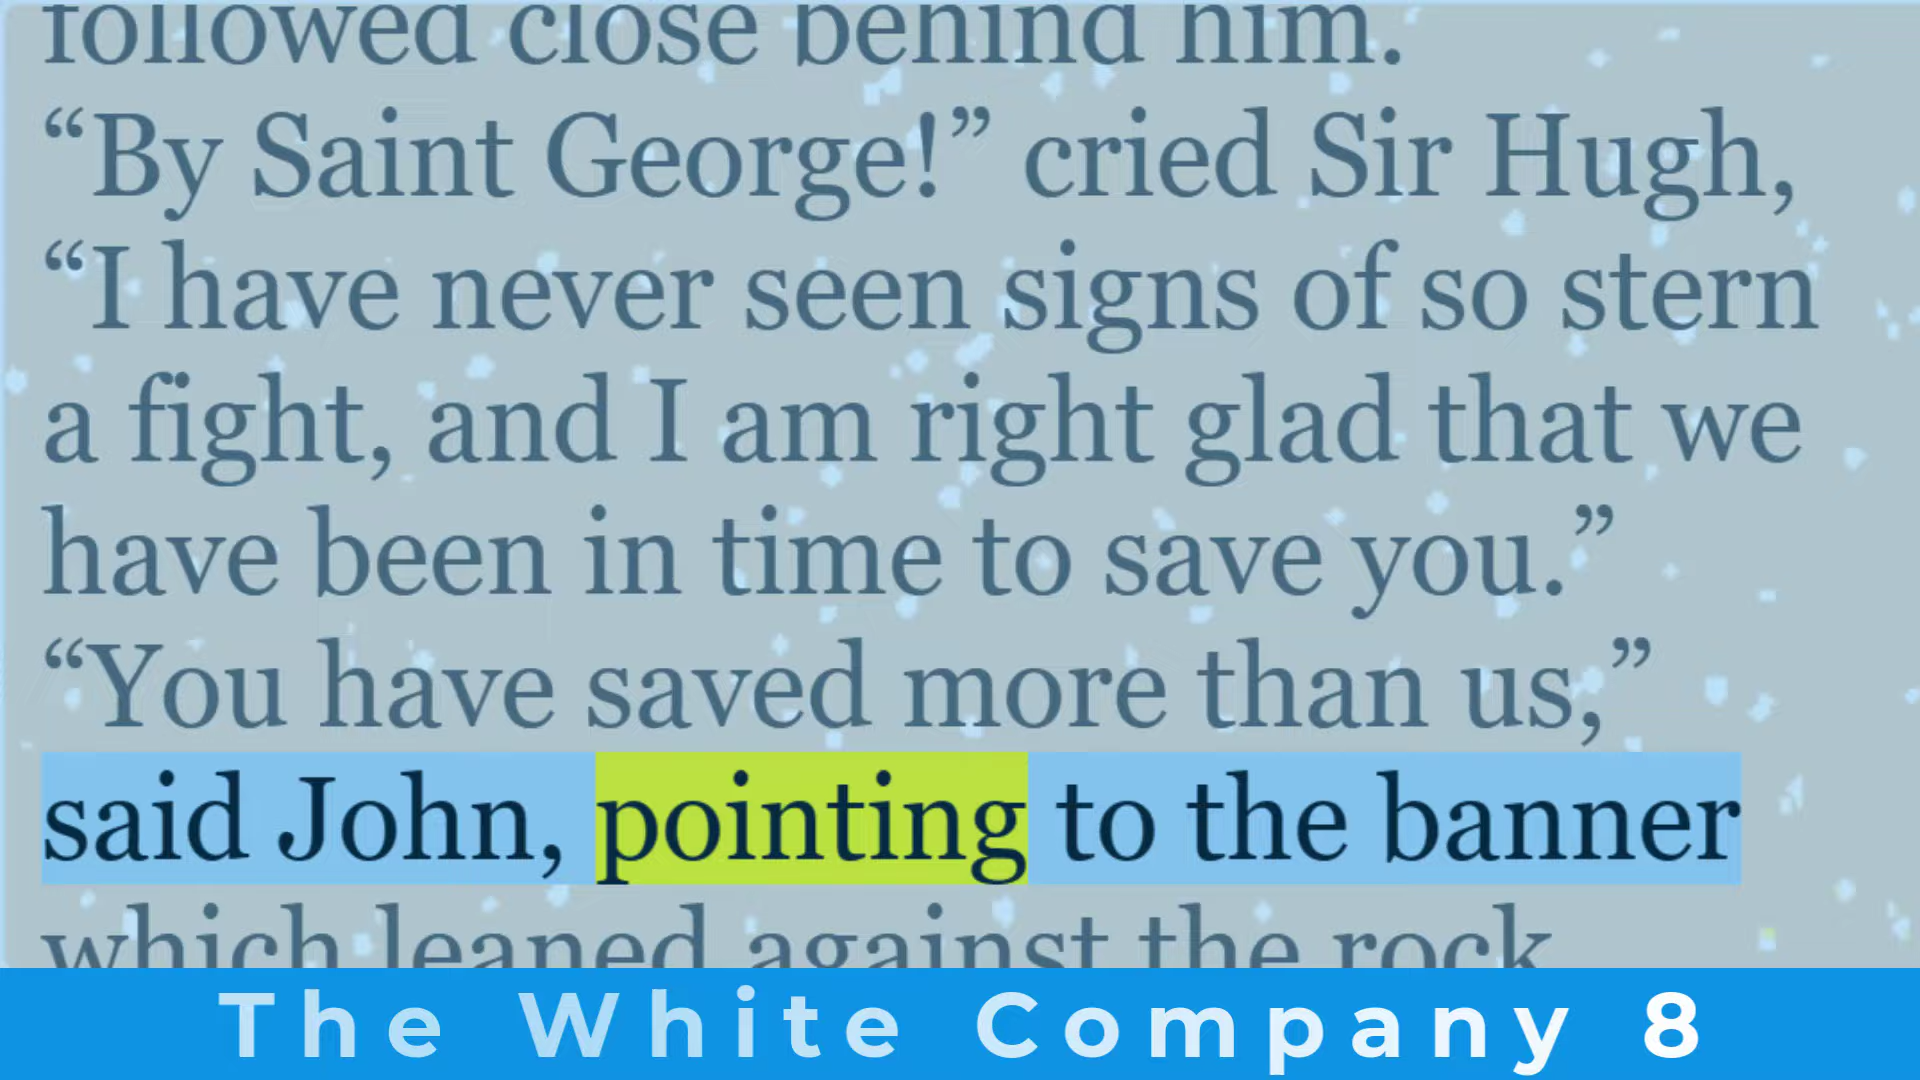 followed close behind him.
“By Saint George!” cried Sir Hugh,
“I have never seen signs of so stern
a fight, and I am right glad that we
have been in time to save you.”
“You have saved more than us,”
said John, pointing to the banner
which leaned against the rock
The White Company 8